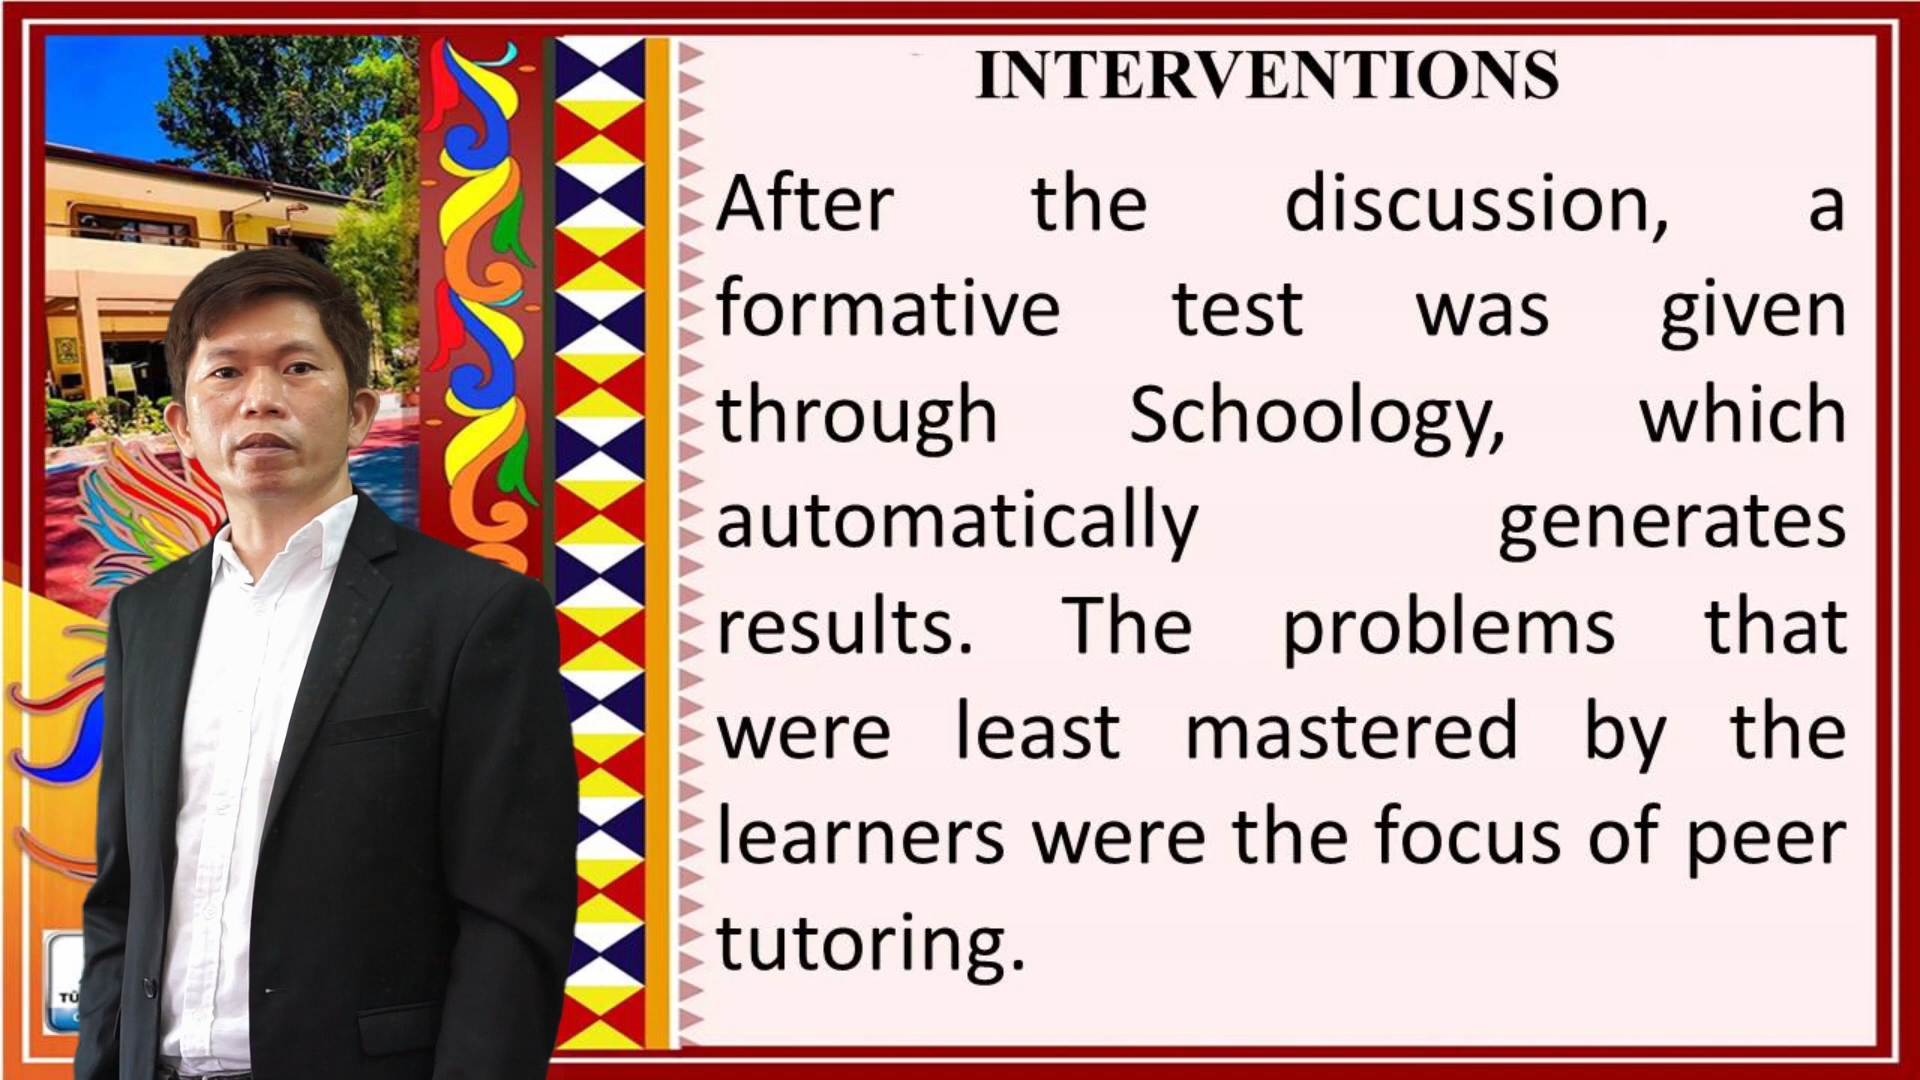 INTERVENTIONS
After the discussion, a
formative test was given
through Schoology, which
automatically generates
results. The problems that
were least mastered by the
learners were the focus of peer
tutoring.